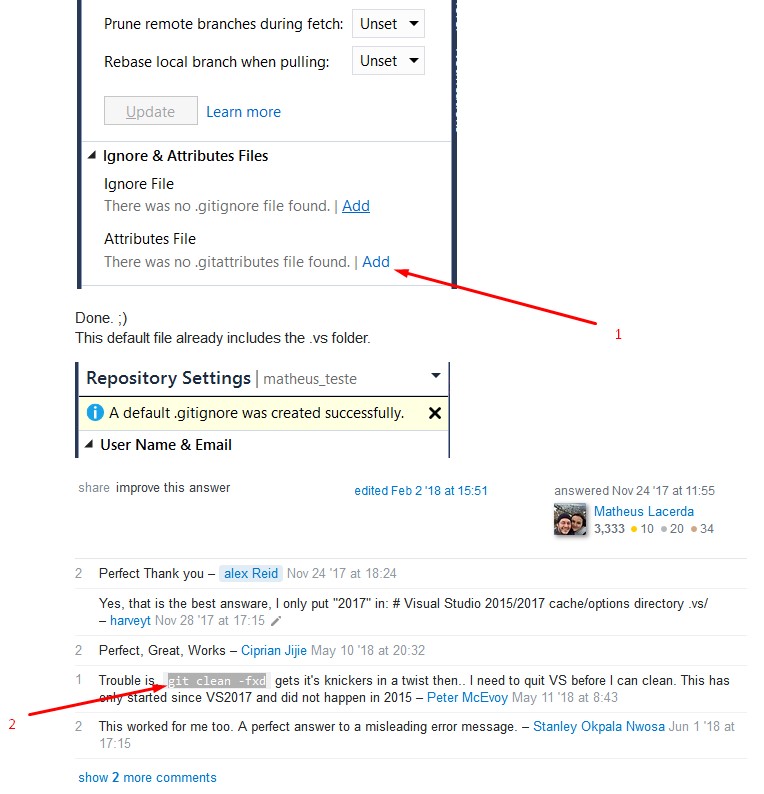 Prune remote branches during fetch: Unset
Rebase local branch when pulling: Unset
Update Learn more
Ignore & Attributes Files
Ignore File
There was no .gitignore file found. | Add
Attributes File
There was no .gitattributes file found. | Add
1
Done. ;)
This default file already includes the .vs folder.
Repository Settings | matheus_teste
A default .gitignore was created successfully.
User Name & Email
share improve this answer
edited Feb 2 '18 at 15:51
answered Nov 24 '17 at 11:55
Matheus Lacerda
3,333 10 20 34
2 Perfect Thank you – alex Reid Nov 24 '17 at 18:24
Yes, that is the best answare, I only put "2017" in: # Visual Studio 2015/2017 cache/options directory .vs/
– harveyt Nov 28 '17 at 17:15
2 Perfect, Great, Works – Ciprian Jijie May 10 '18 at 20:32
1 Trouble is, git clean -fxd gets it's knickers in a twist then.. I need to quit VS before I can clean. This has
only started since VS2017 and did not happen in 2015 – Peter McEvoy May 11 '18 at 8:43
2
2 This worked for me too. A perfect answer to a misleading error message. – Stanley Okpala Nwosa Jun 1 '18 at
17:15
show 2 more comments